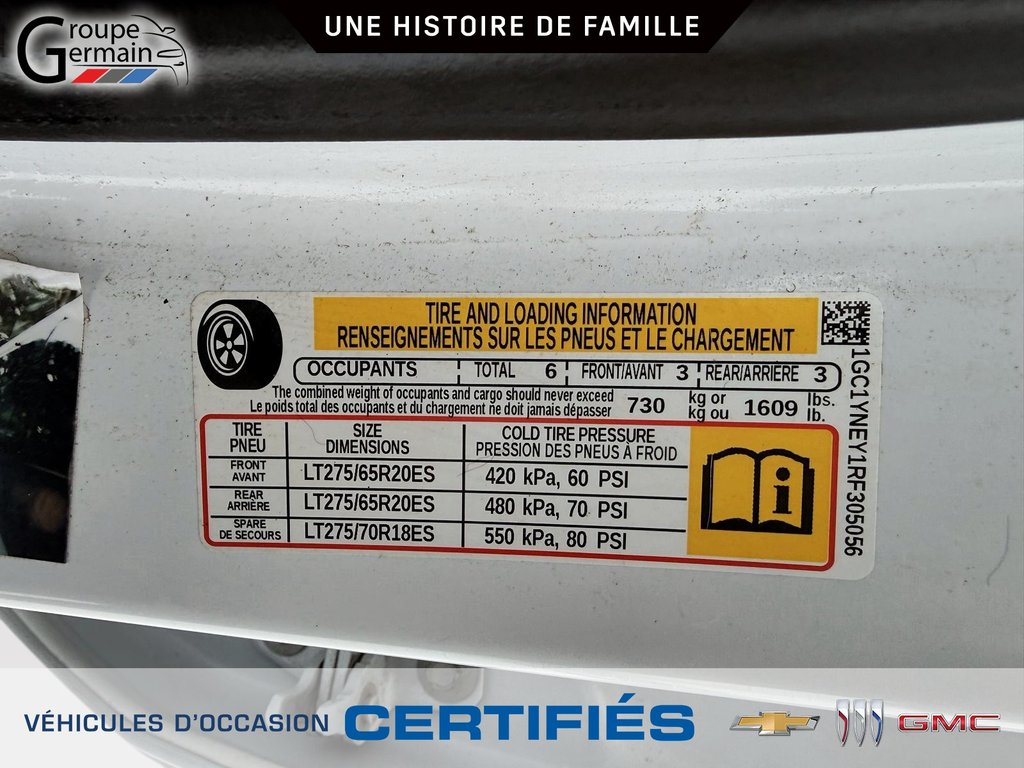 UNE HISTOIRE DE FAMILLE
Groupe
Germain
TIRE AND LOADING INFORMATION
RENSEIGNEMENTS SUR LES PNEUS ET LE CHARGEMENT
OCCUPANTS TOTAL 6 FRONT/AVANT 3 REAR/ARRIÈRE 3
The combined weight of occupants and cargo should never exceed 730 kg or 1609 lbs.
Le poids total des occupants et du chargement ne doit jamais dépasser kg ou lb.
TIRE SIZE COLD TIRE PRESSURE
PNEU DIMENSIONS PRESSION DES PNEUS À FROID
FRONT
AVANT LT275/65R20ES 420 kPa, 60 PSI
REAR
ARRIÈRE LT275/65R20ES 480 kPa, 70 PSI
SPARE
DE SECOURS LT275/70R18ES 550 kPa, 80 PSI
1GC1YNEY1RF305056
VÉHICULES D'OCCASION CERTIFIÉS GMC